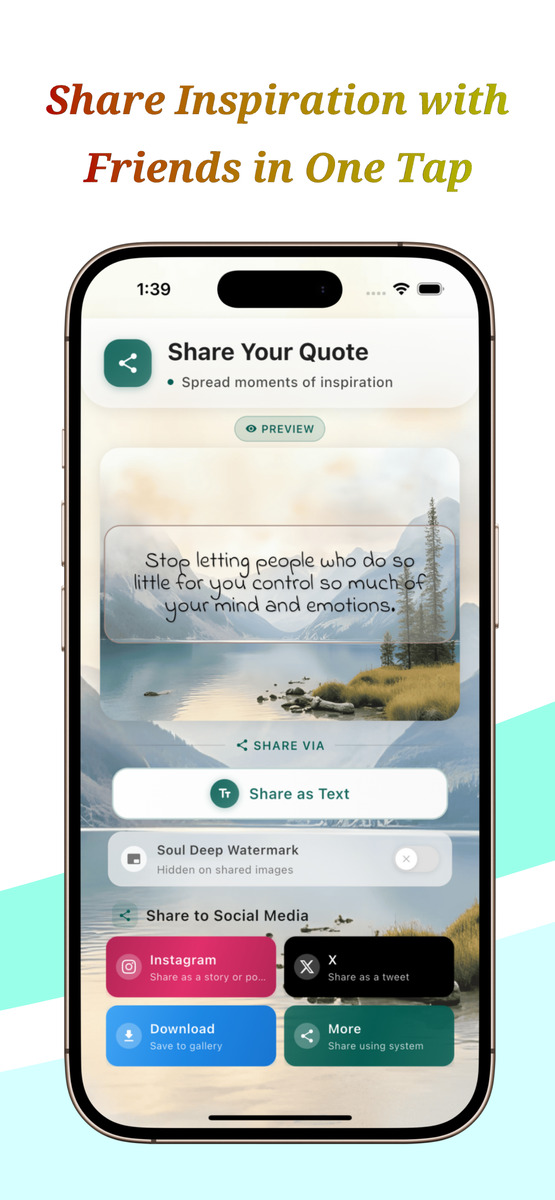 Share Inspiration with
Friends in One Tap
1:39
Share Your Quote
Spread moments of inspiration
PREVIEW
Stop letting people who do so
little for you control so much of
your mind and emotions.
SHARE VIA
Tt Share as Text
Soul Deep Watermark
Hidden on shared images
Share to Social Media
Instagram
Share as a story or po...
X
Share as a tweet
Download
Save to gallery
More
Share using system